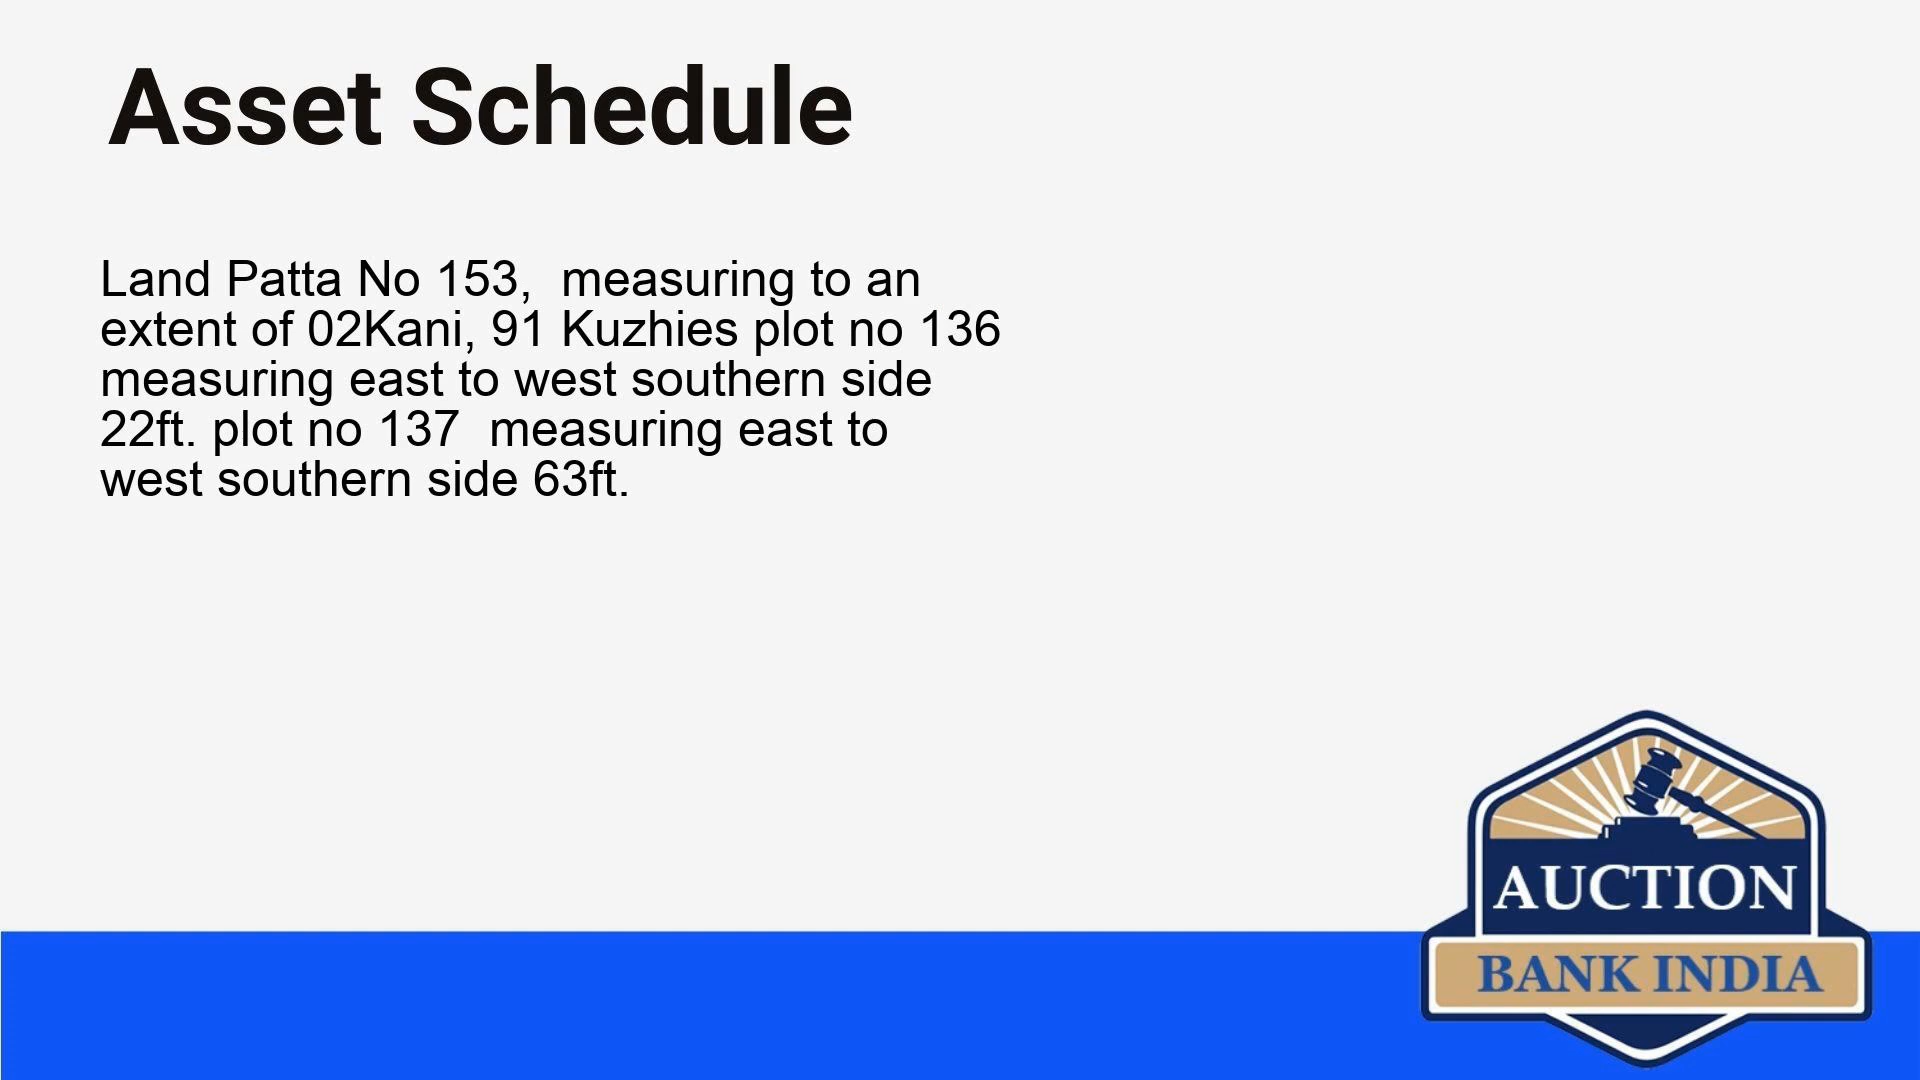 Asset Schedule
Land Patta No 153,  measuring to an
extent of 02Kani, 91 Kuzhies plot no 136
measuring east to west southern side
22ft. plot no 137  measuring east to
west southern side 63ft.
AUCTION
BANK INDIA